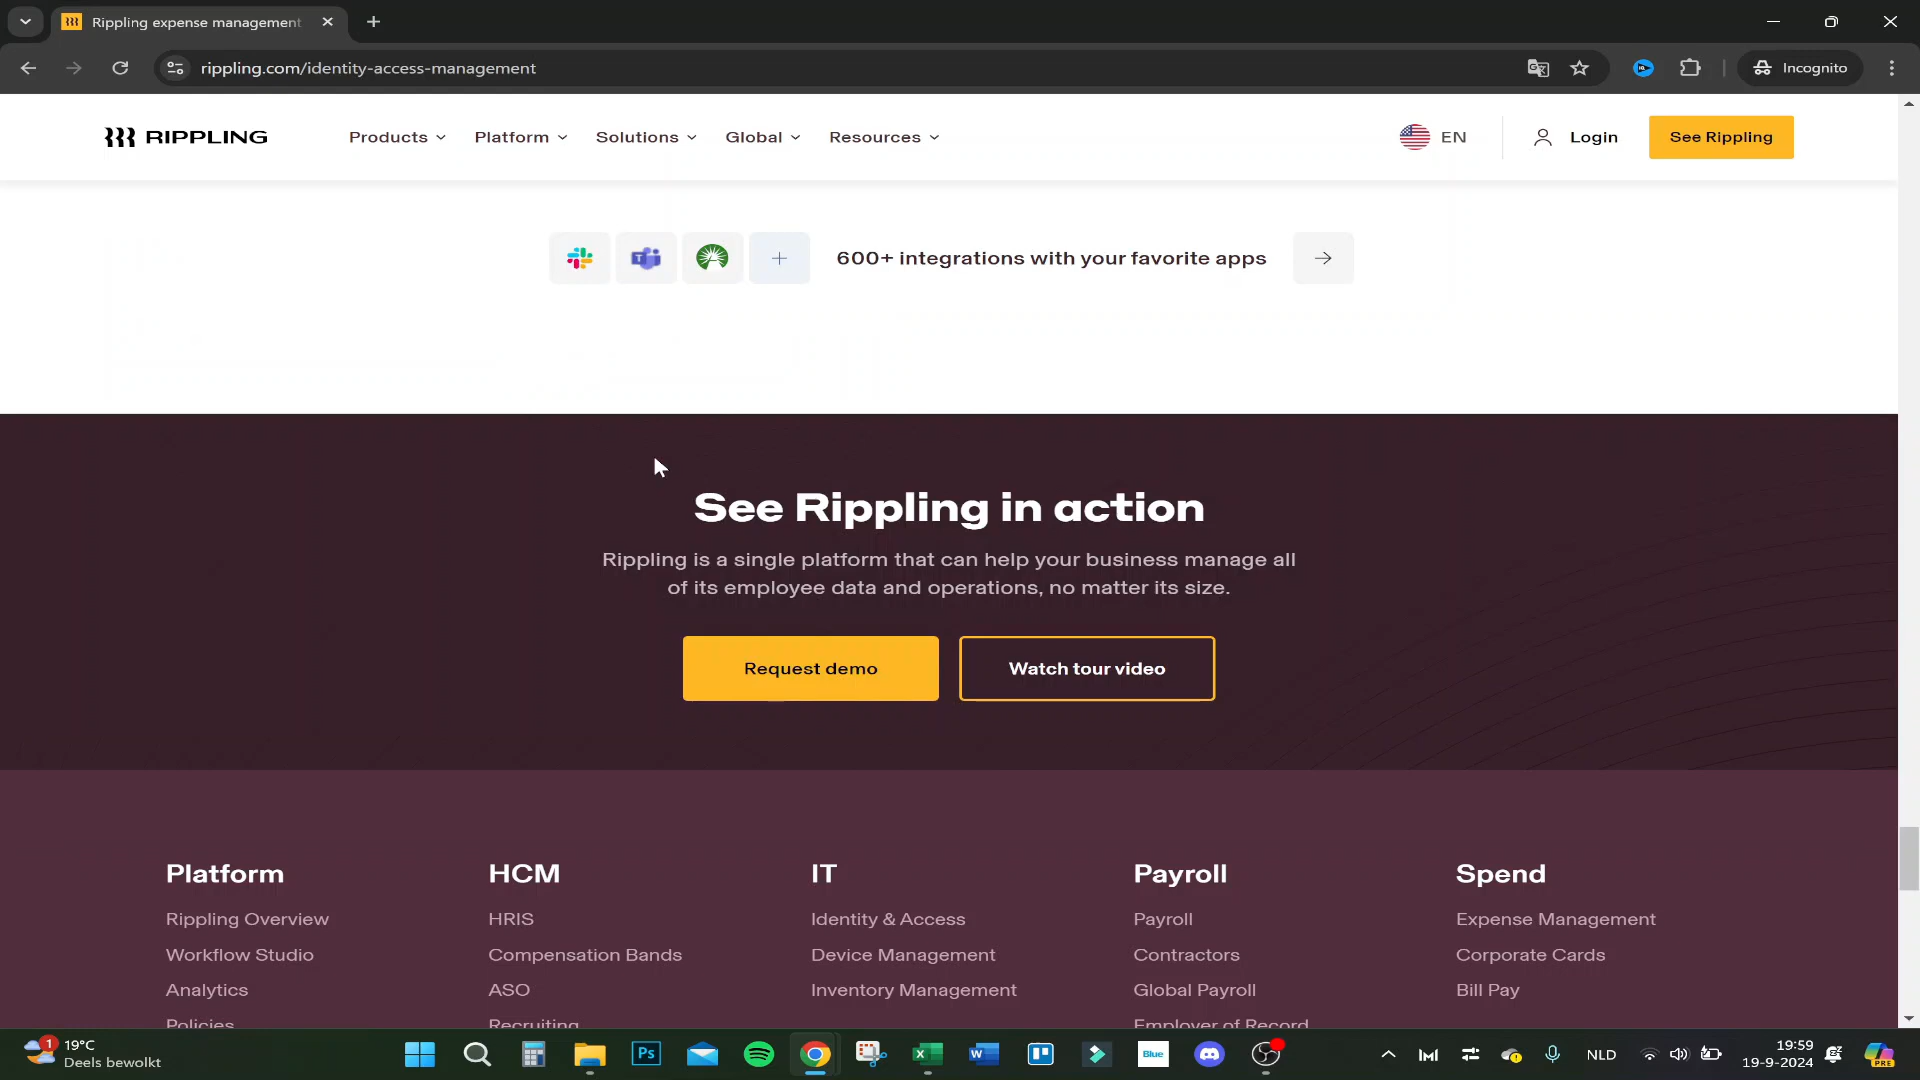 Rippling expense management
rippling.com/identity-access-management
Incognito
RIPPLING
Products
Platform
Solutions
Global
Resources
EN
Login
See Rippling
600+ integrations with your favorite apps
See Rippling in action
Rippling is a single platform that can help your business manage all
of its employee data and operations, no matter its size.
Request demo
Watch tour video
Platform
HCM
IT
Payroll
Spend
Rippling Overview
HRIS
Identity & Access
Payroll
Expense Management
Workflow Studio
Compensation Bands
Device Management
Contractors
Corporate Cards
Analytics
ASO
Inventory Management
Global Payroll
Bill Pay
Policies
Recruiting
Employer of Record
1
19°C
Deels bewolkt
Ps
Blue
NLD
19:59
19-9-2024
PRE